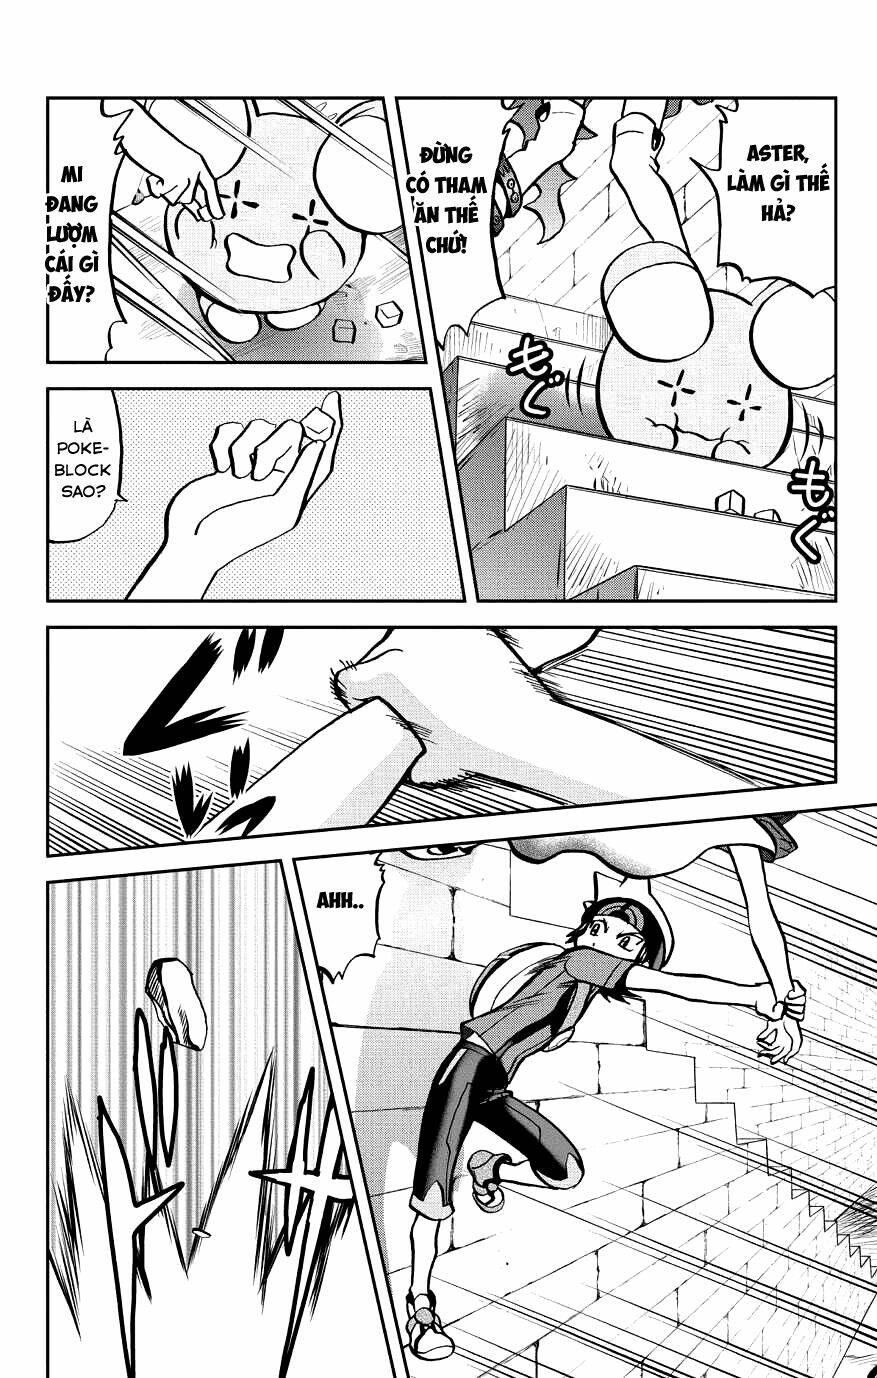 ASTER,
LÀM GÌ THẾ
HẢ?
ĐỪNG
CÓ THAM
ĂN THẾ
CHỨ!
もぐ
もぐ
MI
ĐANG
LƯỢM
CÁI GÌ
ĐẤY?
LÀ
POKE-
BLOCK
SAO?
AHH..